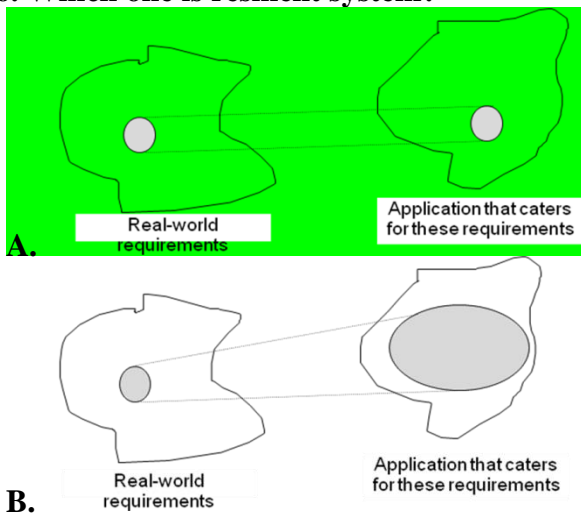 Real-world
requirements
Application that caters
for these requirements
A.
Real-world
requirements
Application that caters
for these requirements
B.